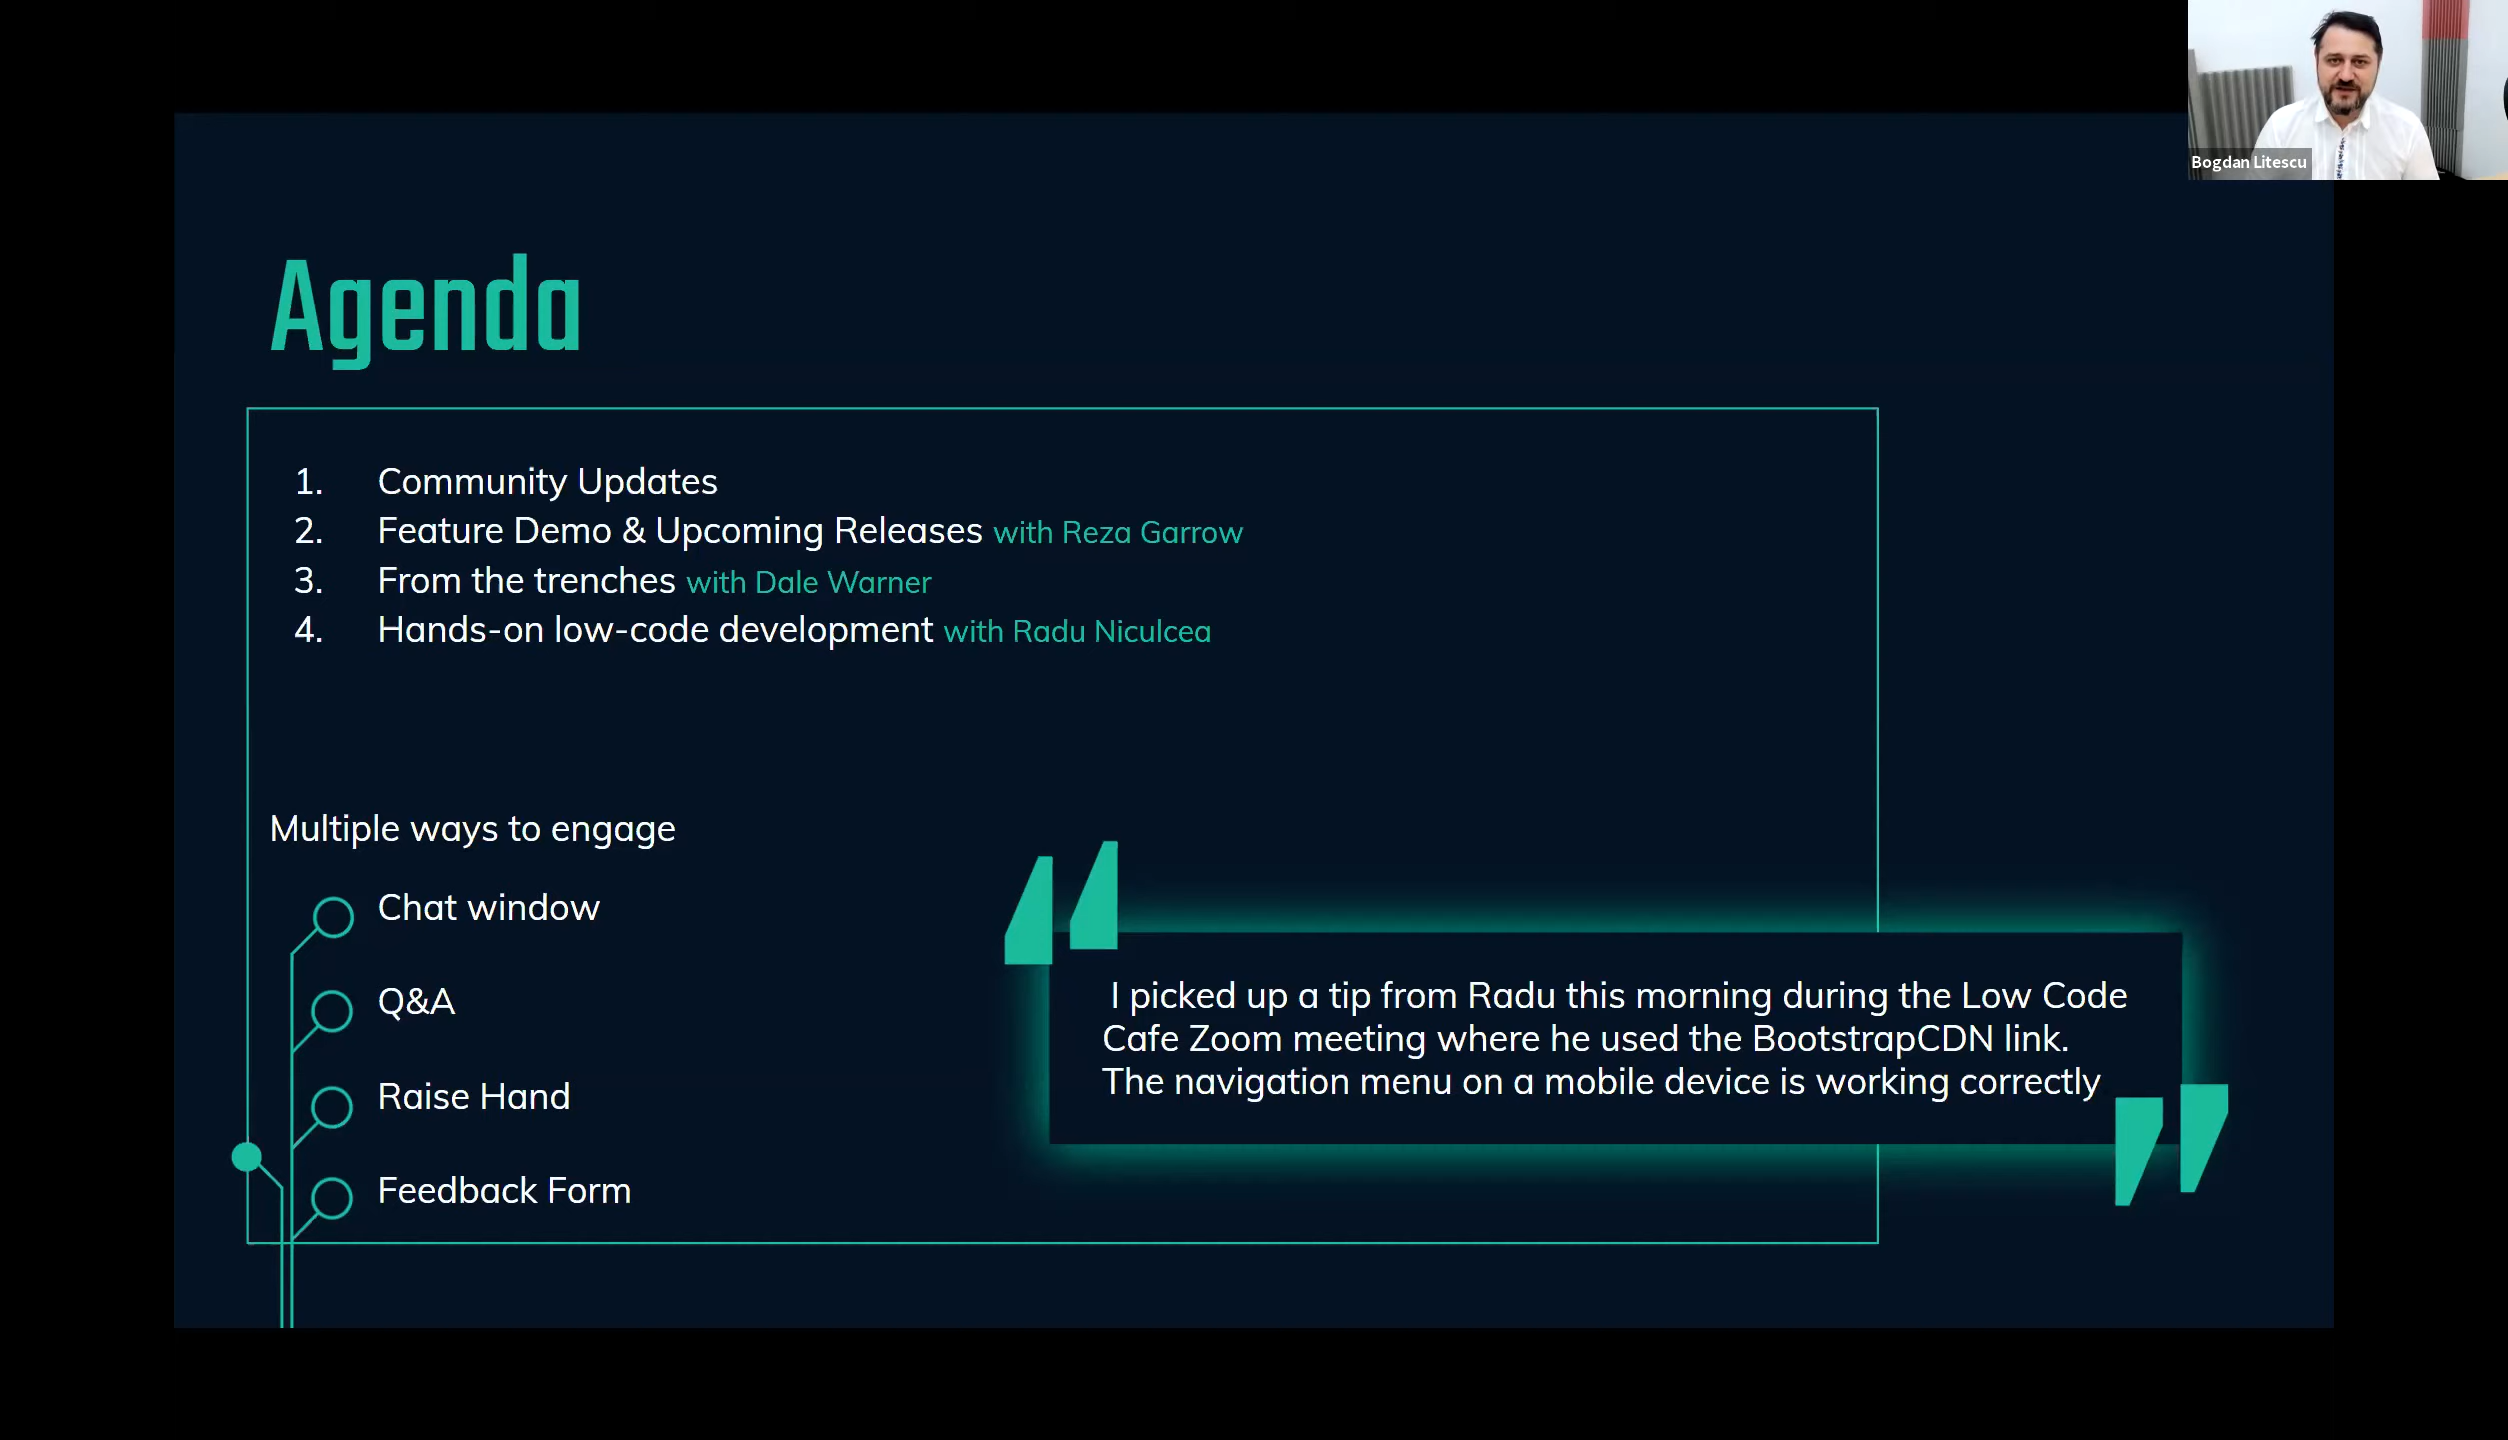 Bogdan Litescu
Agenda
1. Community Updates
2. Feature Demo & Upcoming Releases with Reza Garrow
3. From the trenches with Dale Warner
4. Hands-on low-code development with Radu Niculcea
Multiple ways to engage
Chat window
Q&A
Raise Hand
Feedback Form
I picked up a tip from Radu this morning during the Low Code
Cafe Zoom meeting where he used the BootstrapCDN link.
The navigation menu on a mobile device is working correctly